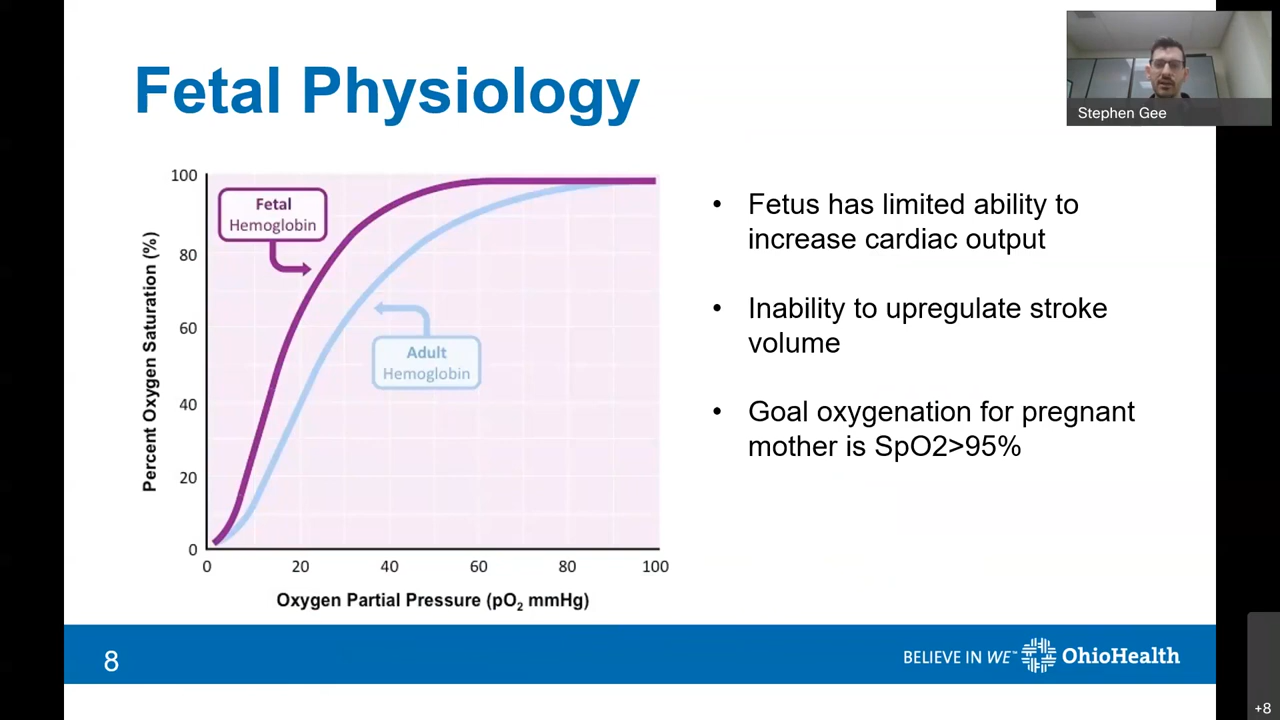 Fetal Physiology
Stephen Gee
100
80
60
40
20
0
Percent Oxygen Saturation (%)
Fetal
Hemoglobin
Adult
Hemoglobin
0 20 40 60 80 100
Oxygen Partial Pressure (pO₂ mmHg)
• Fetus has limited ability to
increase cardiac output
• Inability to upregulate stroke
volume
• Goal oxygenation for pregnant
mother is SpO2>95%
8
BELIEVE IN WE™ OhioHealth
+8